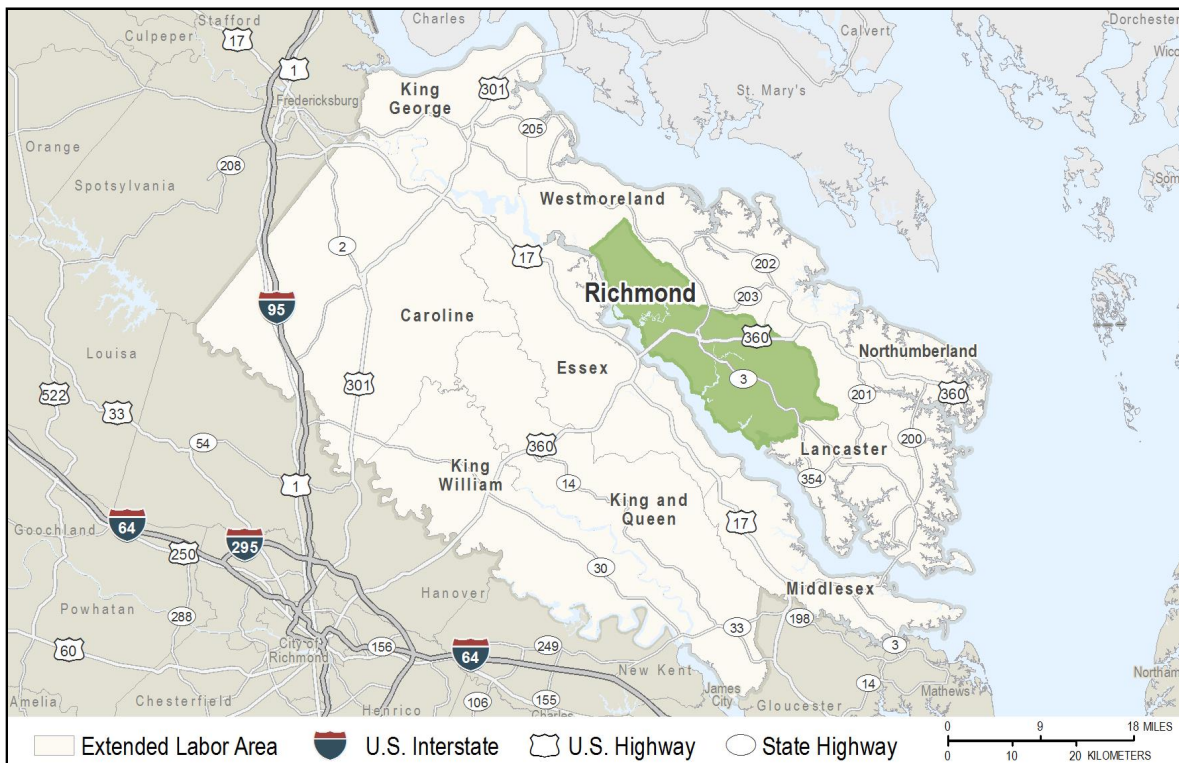 Stafford
Charles
Calvert
Dorchester
Culpeper
17
1
King
George
301
St. Mary's
Fredericksburg
205
Orange
208
Spotsylvania
Westmoreland
2
17
202
Richmond
203
95
Caroline
360
Northumberland
Louisa
Essex
3
301
201
360
522
33
200
54
360
Lancaster
King
William
14
354
1
King and
Queen
64
17
Goochland
295
250
30
Middlesex
Hanover
Powhatan
288
198
33
City of
Richmond
156
249
3
60
64
New Kent
14
James
City
Mathews
Amelia
Chesterfield
106
155
Gloucester
Henrico
Charles
0 9 18 MILES
Extended Labor Area
U.S. Interstate
U.S. Highway
State Highway
0 10 20 KILOMETERS